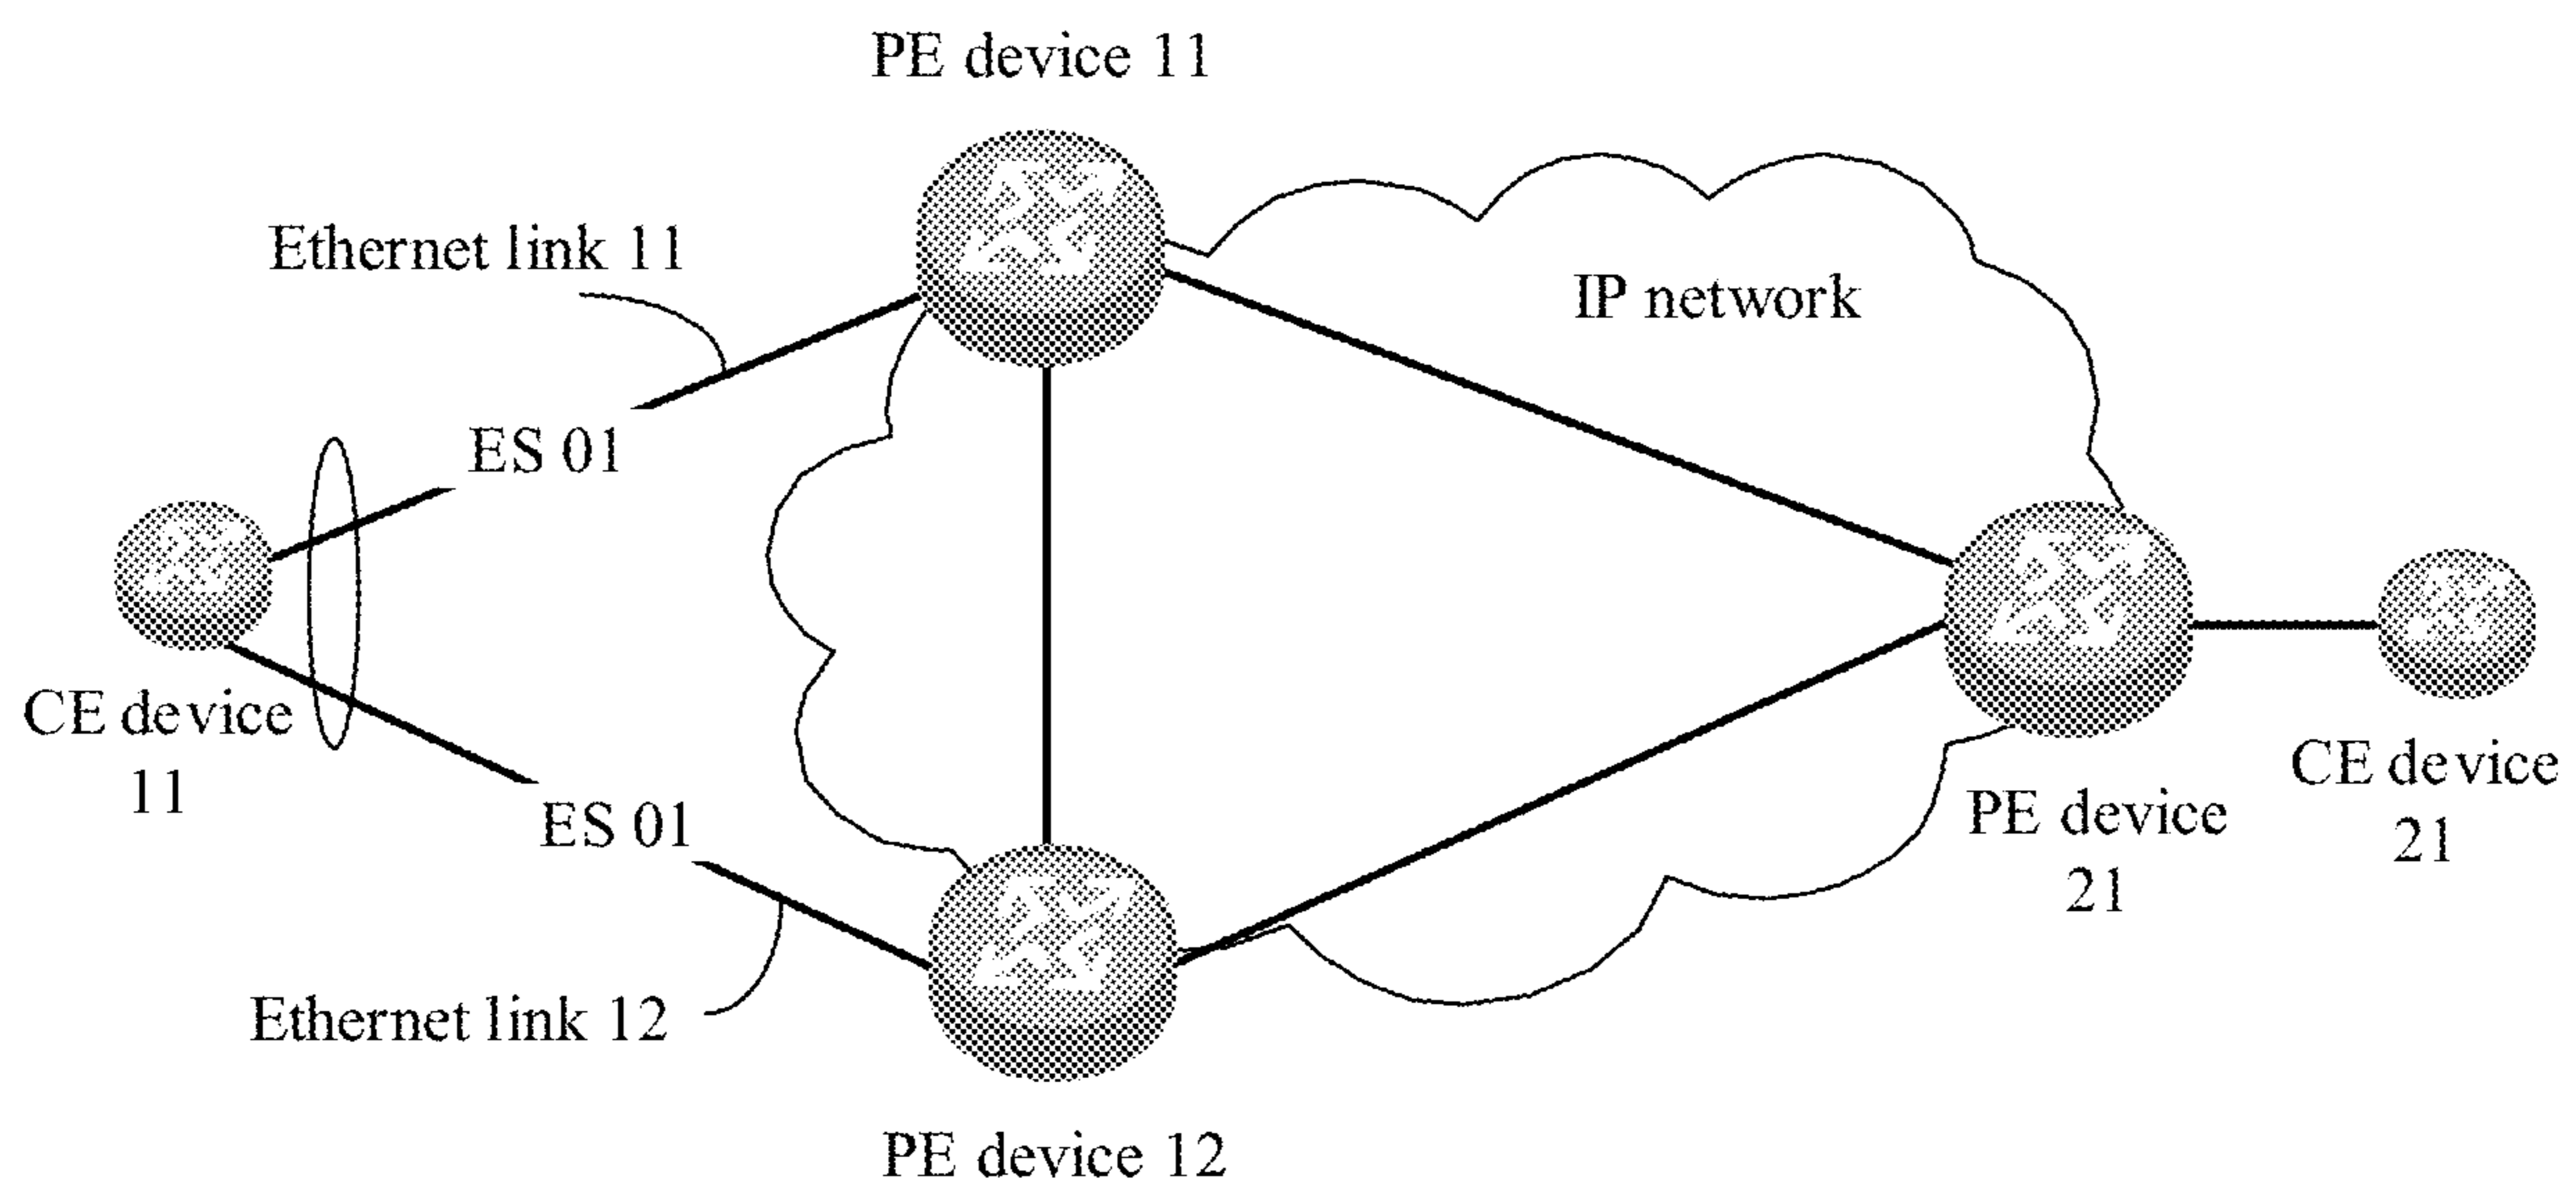 PE device 11
Ethernet link 11
IP network
ES 01
CE device
11
ES 01
CE device
21
PE device
21
Ethernet link 12
PE device 12